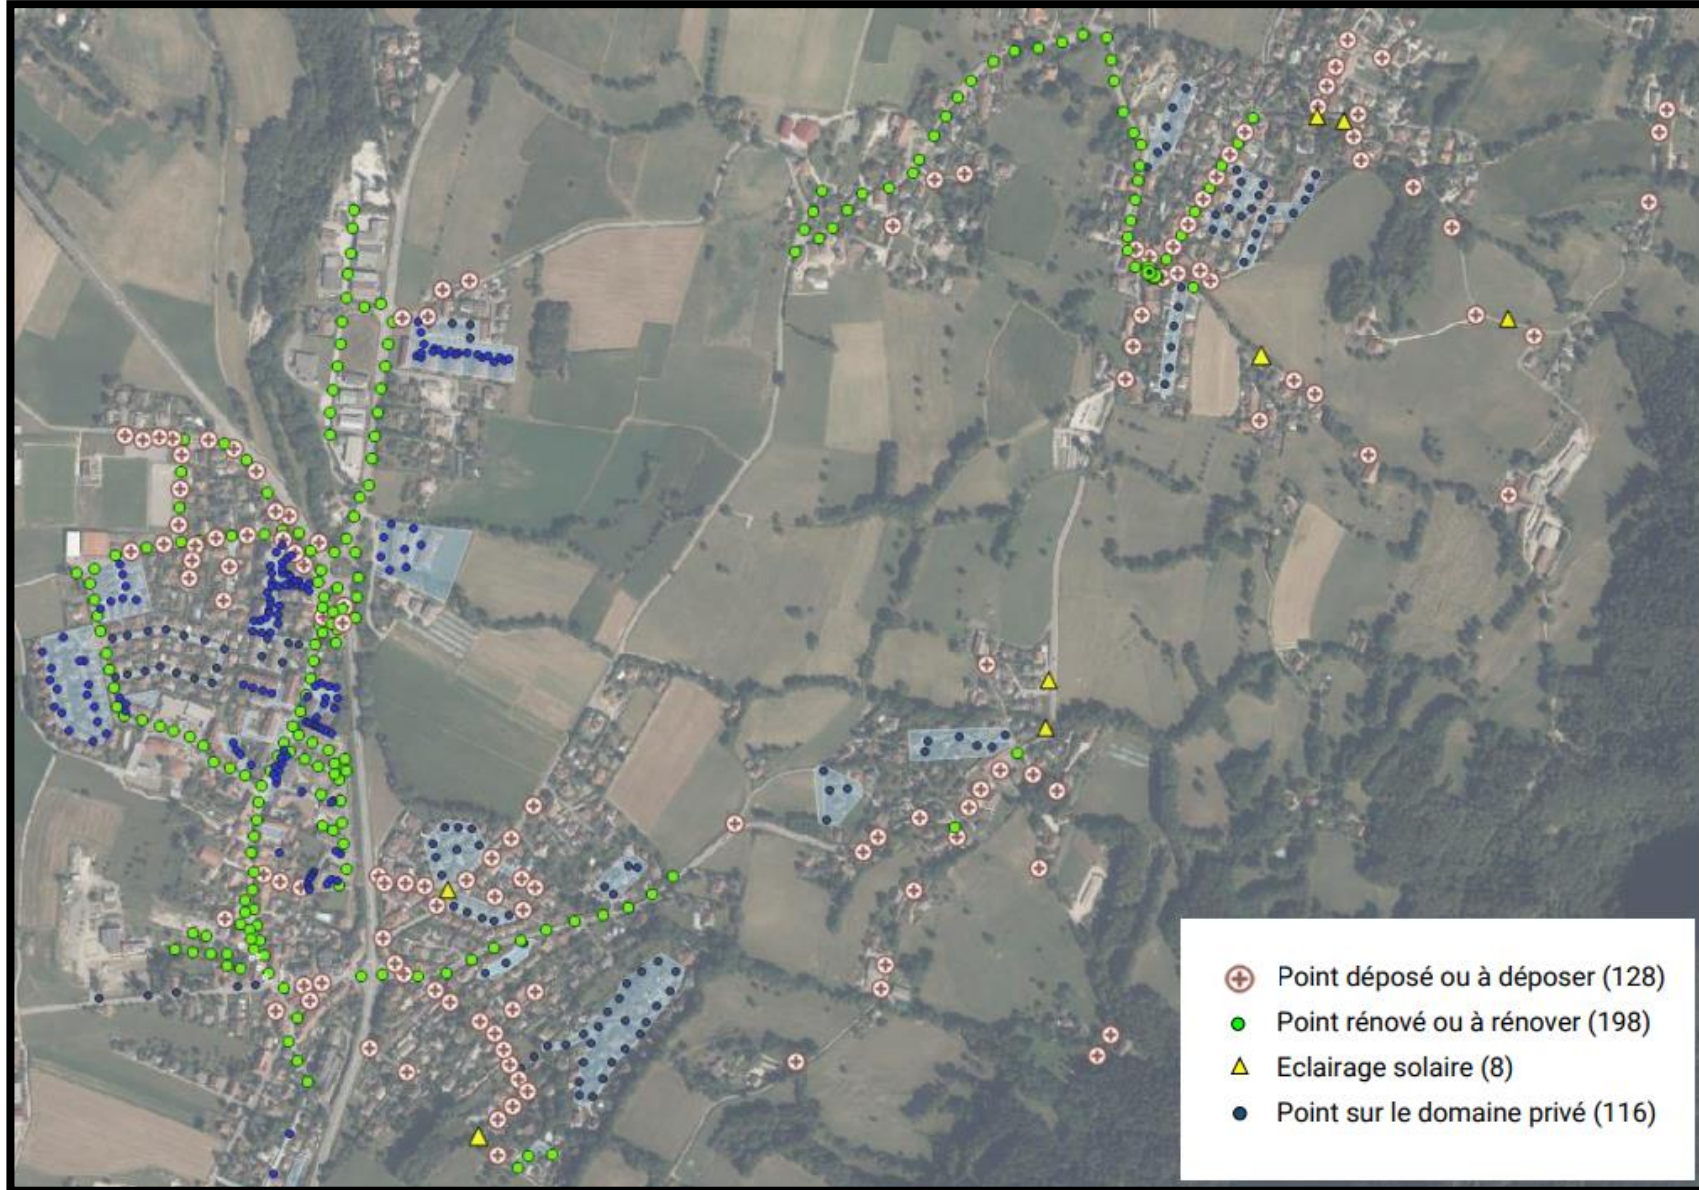 Point déposé ou à déposer (128)
Point rénové ou à rénover (198)
Eclairage solaire (8)
Point sur le domaine privé (116)